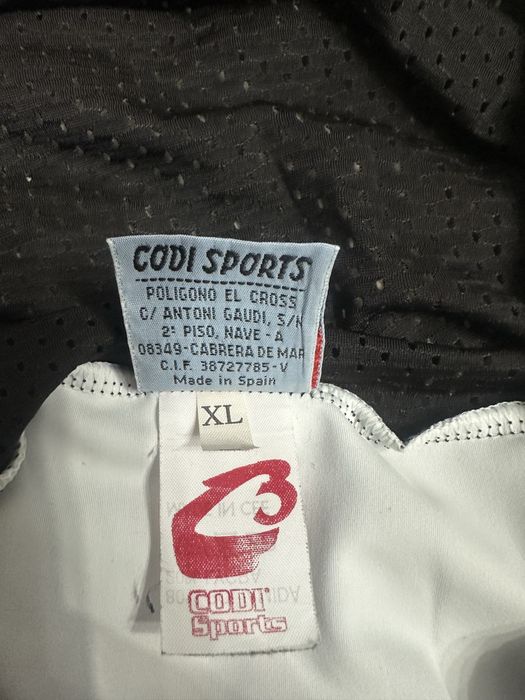 CODI SPORTS
POLIGONO EL CROSS
C/ ANTONI GAUDI, S/N
2º PISO, NAVE - A
08349-CABRERA DE MAR
C.I.F. 38727785-V
Made in Spain
XL
CODI
Sports